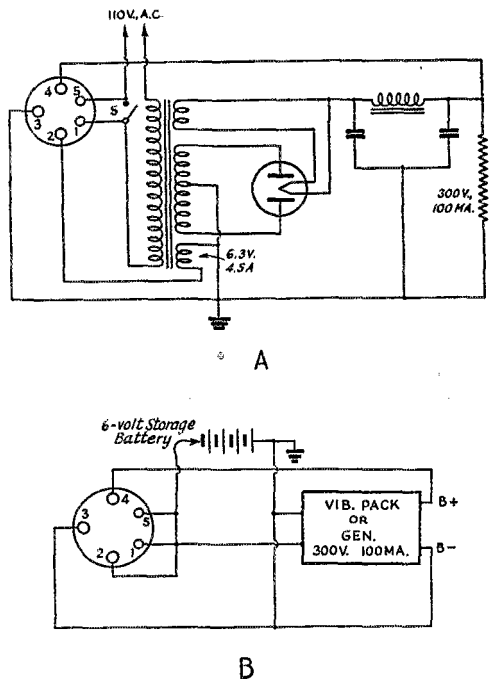 110V., A.C.
4
5
3
S
2
1
300V.,
100 MA.
6.3V.
4.5A
A
6-volt Storage
Battery
4
3
5
2
1
VIB. PACK
OR
GEN.
300V. 100MA.
B+
B-
B